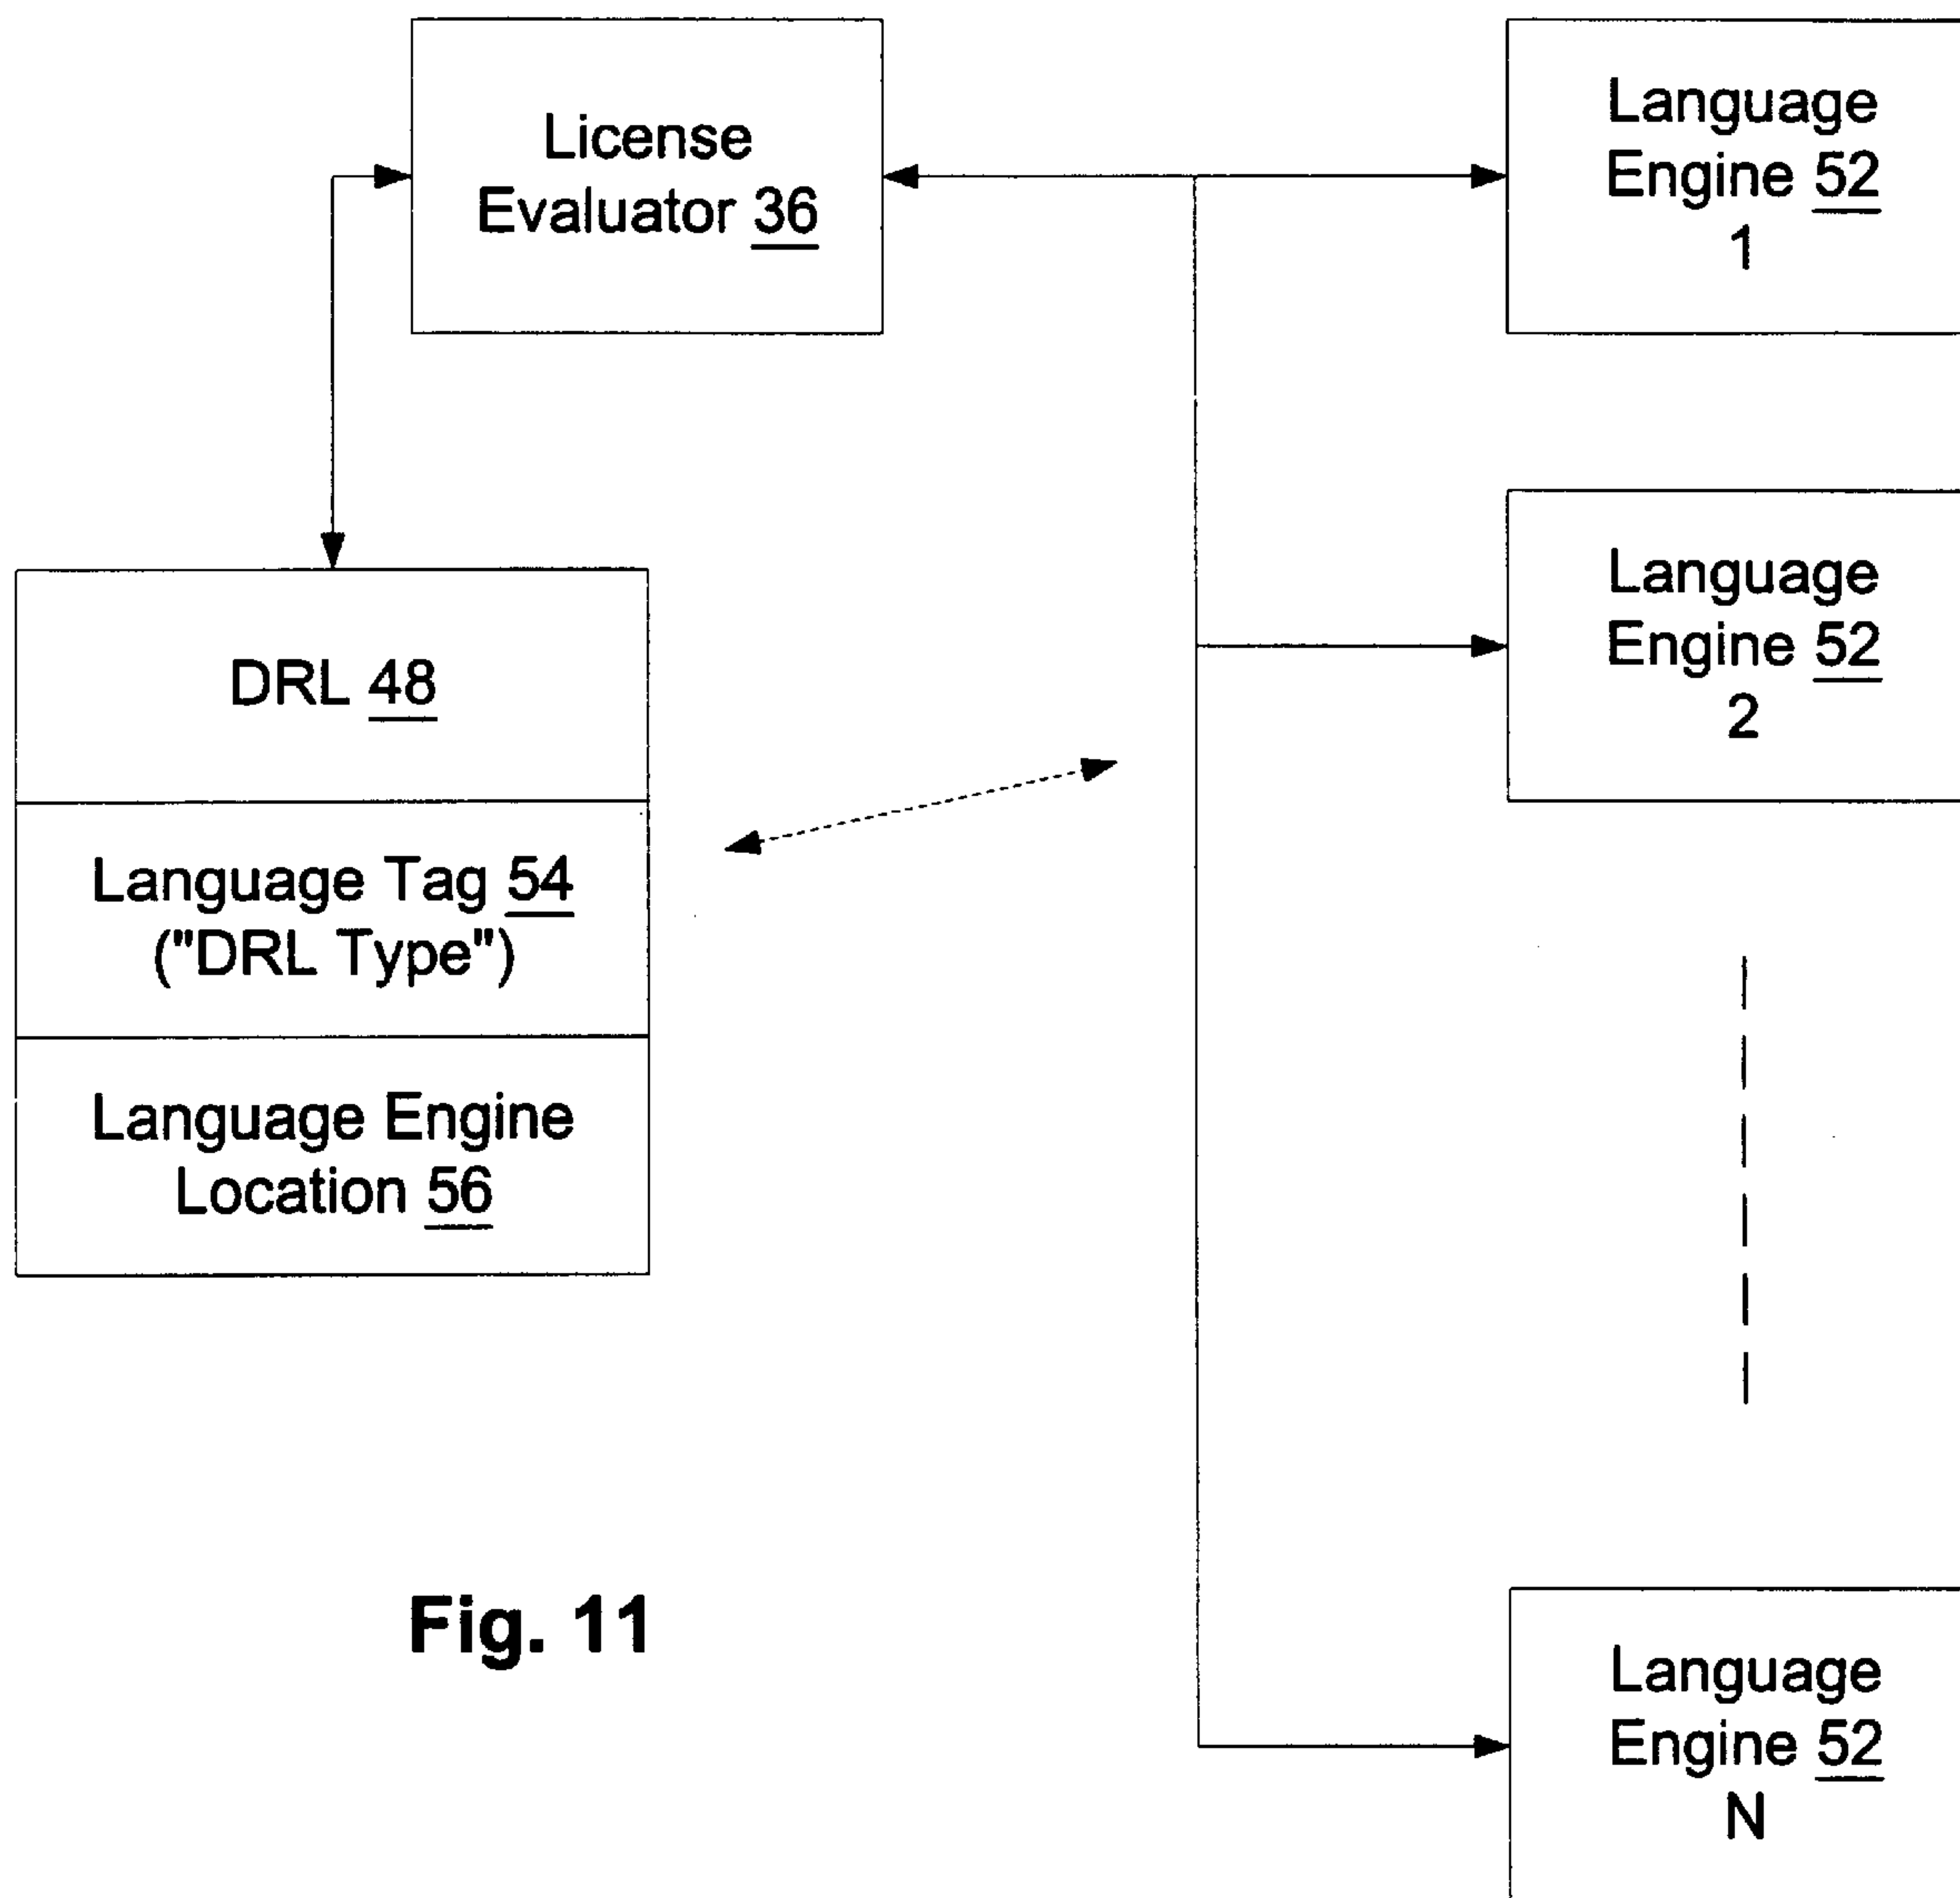 License
Evaluator 36
Language
Engine 52
1
Language
Engine 52
2
DRL 48
Language Tag 54
("DRL Type")
Language Engine
Location 56
Language
Engine 52
N
Fig. 11